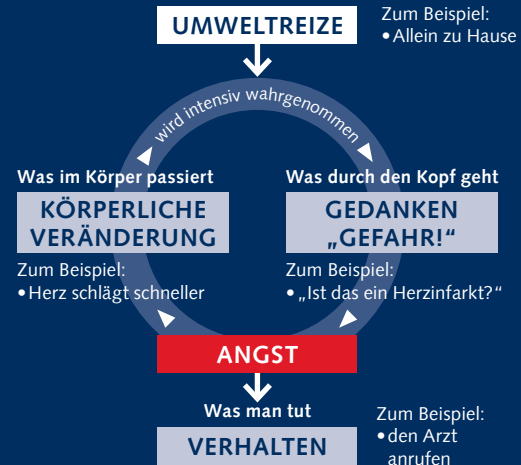 UMWELTREIZE
Zum Beispiel:
• Allein zu Hause
wird intensiv wahrgenommen
Was im Körper passiert
KÖRPERLICHE
VERÄNDERUNG
Zum Beispiel:
• Herz schlägt schneller
Was durch den Kopf geht
GEDANKEN
„GEFAHR!“
Zum Beispiel:
• „Ist das ein Herzinfarkt?“
ANGST
Was man tut
VERHALTEN
Zum Beispiel:
• den Arzt
anrufen